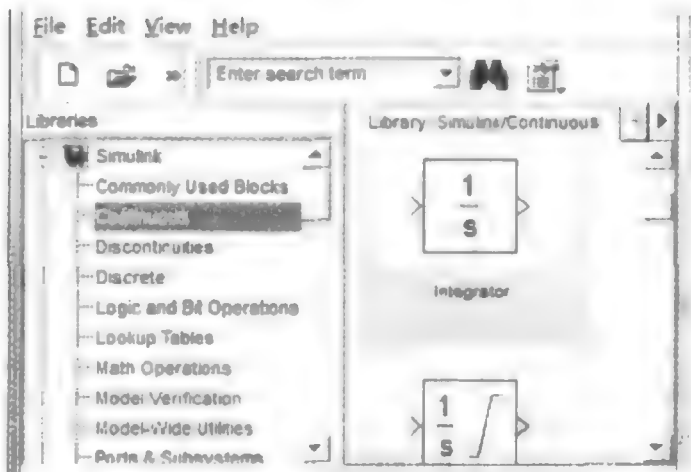 File Edit View Help
Enter search term
Libraries
Library: Simulink/Continuous
Simulink
Commonly Used Blocks
Discontinuities
Discrete
Logic and Bit Operations
Lookup Tables
Math Operations
Model Verification
Model-Wide Utilities
Ports & Subsystems
1
S
Integrator
1
S